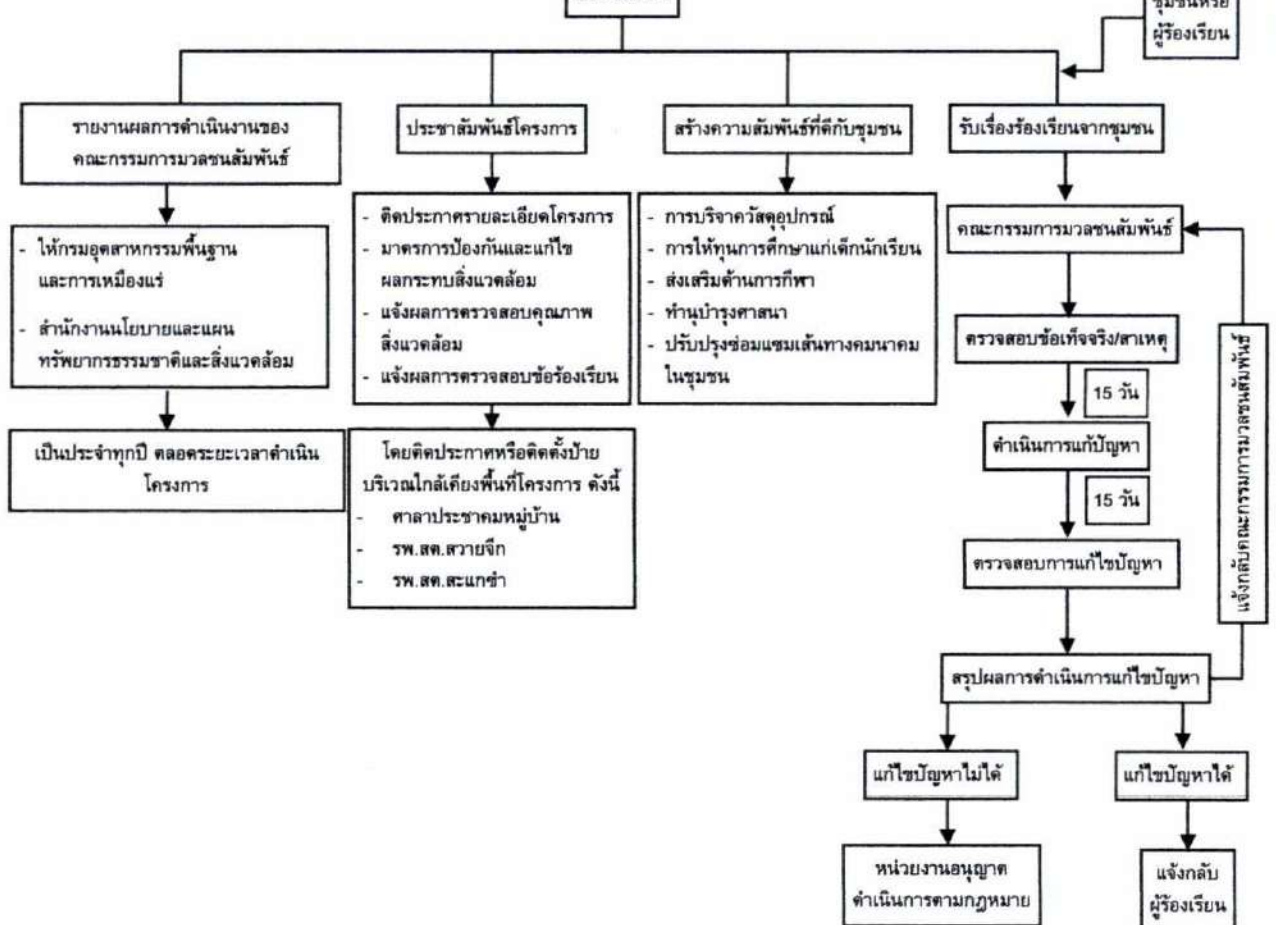 ชุมชนหรือ
ผู้ร้องเรียน
รายงานผลการดำเนินงานของ
คณะกรรมการมวลชนสัมพันธ์
- ให้กรมอุตสาหกรรมพื้นฐาน
และการเหมืองแร่
- สำนักงานนโยบายและแผน
ทรัพยากรธรรมชาติและสิ่งแวดล้อม
เป็นประจำทุกปี ตลอดระยะเวลาดำเนิน
โครงการ
ประชาสัมพันธ์โครงการ
- ติดประกาศรายละเอียดโครงการ
- มาตรการป้องกันและแก้ไข
ผลกระทบสิ่งแวดล้อม
- แจ้งผลการตรวจสอบคุณภาพ
สิ่งแวดล้อม
- แจ้งผลการตรวจสอบข้อร้องเรียน
โดยติดประกาศหรือติดตั้งป้าย
บริเวณใกล้เคียงพื้นที่โครงการ ดังนี้
- ศาลาประชาคมหมู่บ้าน
- รพ.สต.สวายจีก
- รพ.สต.สะแกซำ
สร้างความสัมพันธ์ที่ดีกับชุมชน
- การบริจาควัสดุอุปกรณ์
- การให้ทุนการศึกษาแก่เด็กนักเรียน
- ส่งเสริมด้านการกีฬา
- ทำนุบำรุงศาสนา
- ปรับปรุงซ่อมแซมเส้นทางคมนาคม
ในชุมชน
รับเรื่องร้องเรียนจากชุมชน
คณะกรรมการมวลชนสัมพันธ์
ตรวจสอบข้อเท็จจริง/สาเหตุ
15 วัน
ดำเนินการแก้ปัญหา
15 วัน
ตรวจสอบการแก้ไขปัญหา
สรุปผลการดำเนินการแก้ไขปัญหา
แจ้งกลับคณะกรรมการมวลชนสัมพันธ์
แก้ไขปัญหาไม่ได้
แก้ไขปัญหาได้
หน่วยงานอนุญาต
ดำเนินการตามกฎหมาย
แจ้งกลับ
ผู้ร้องเรียน